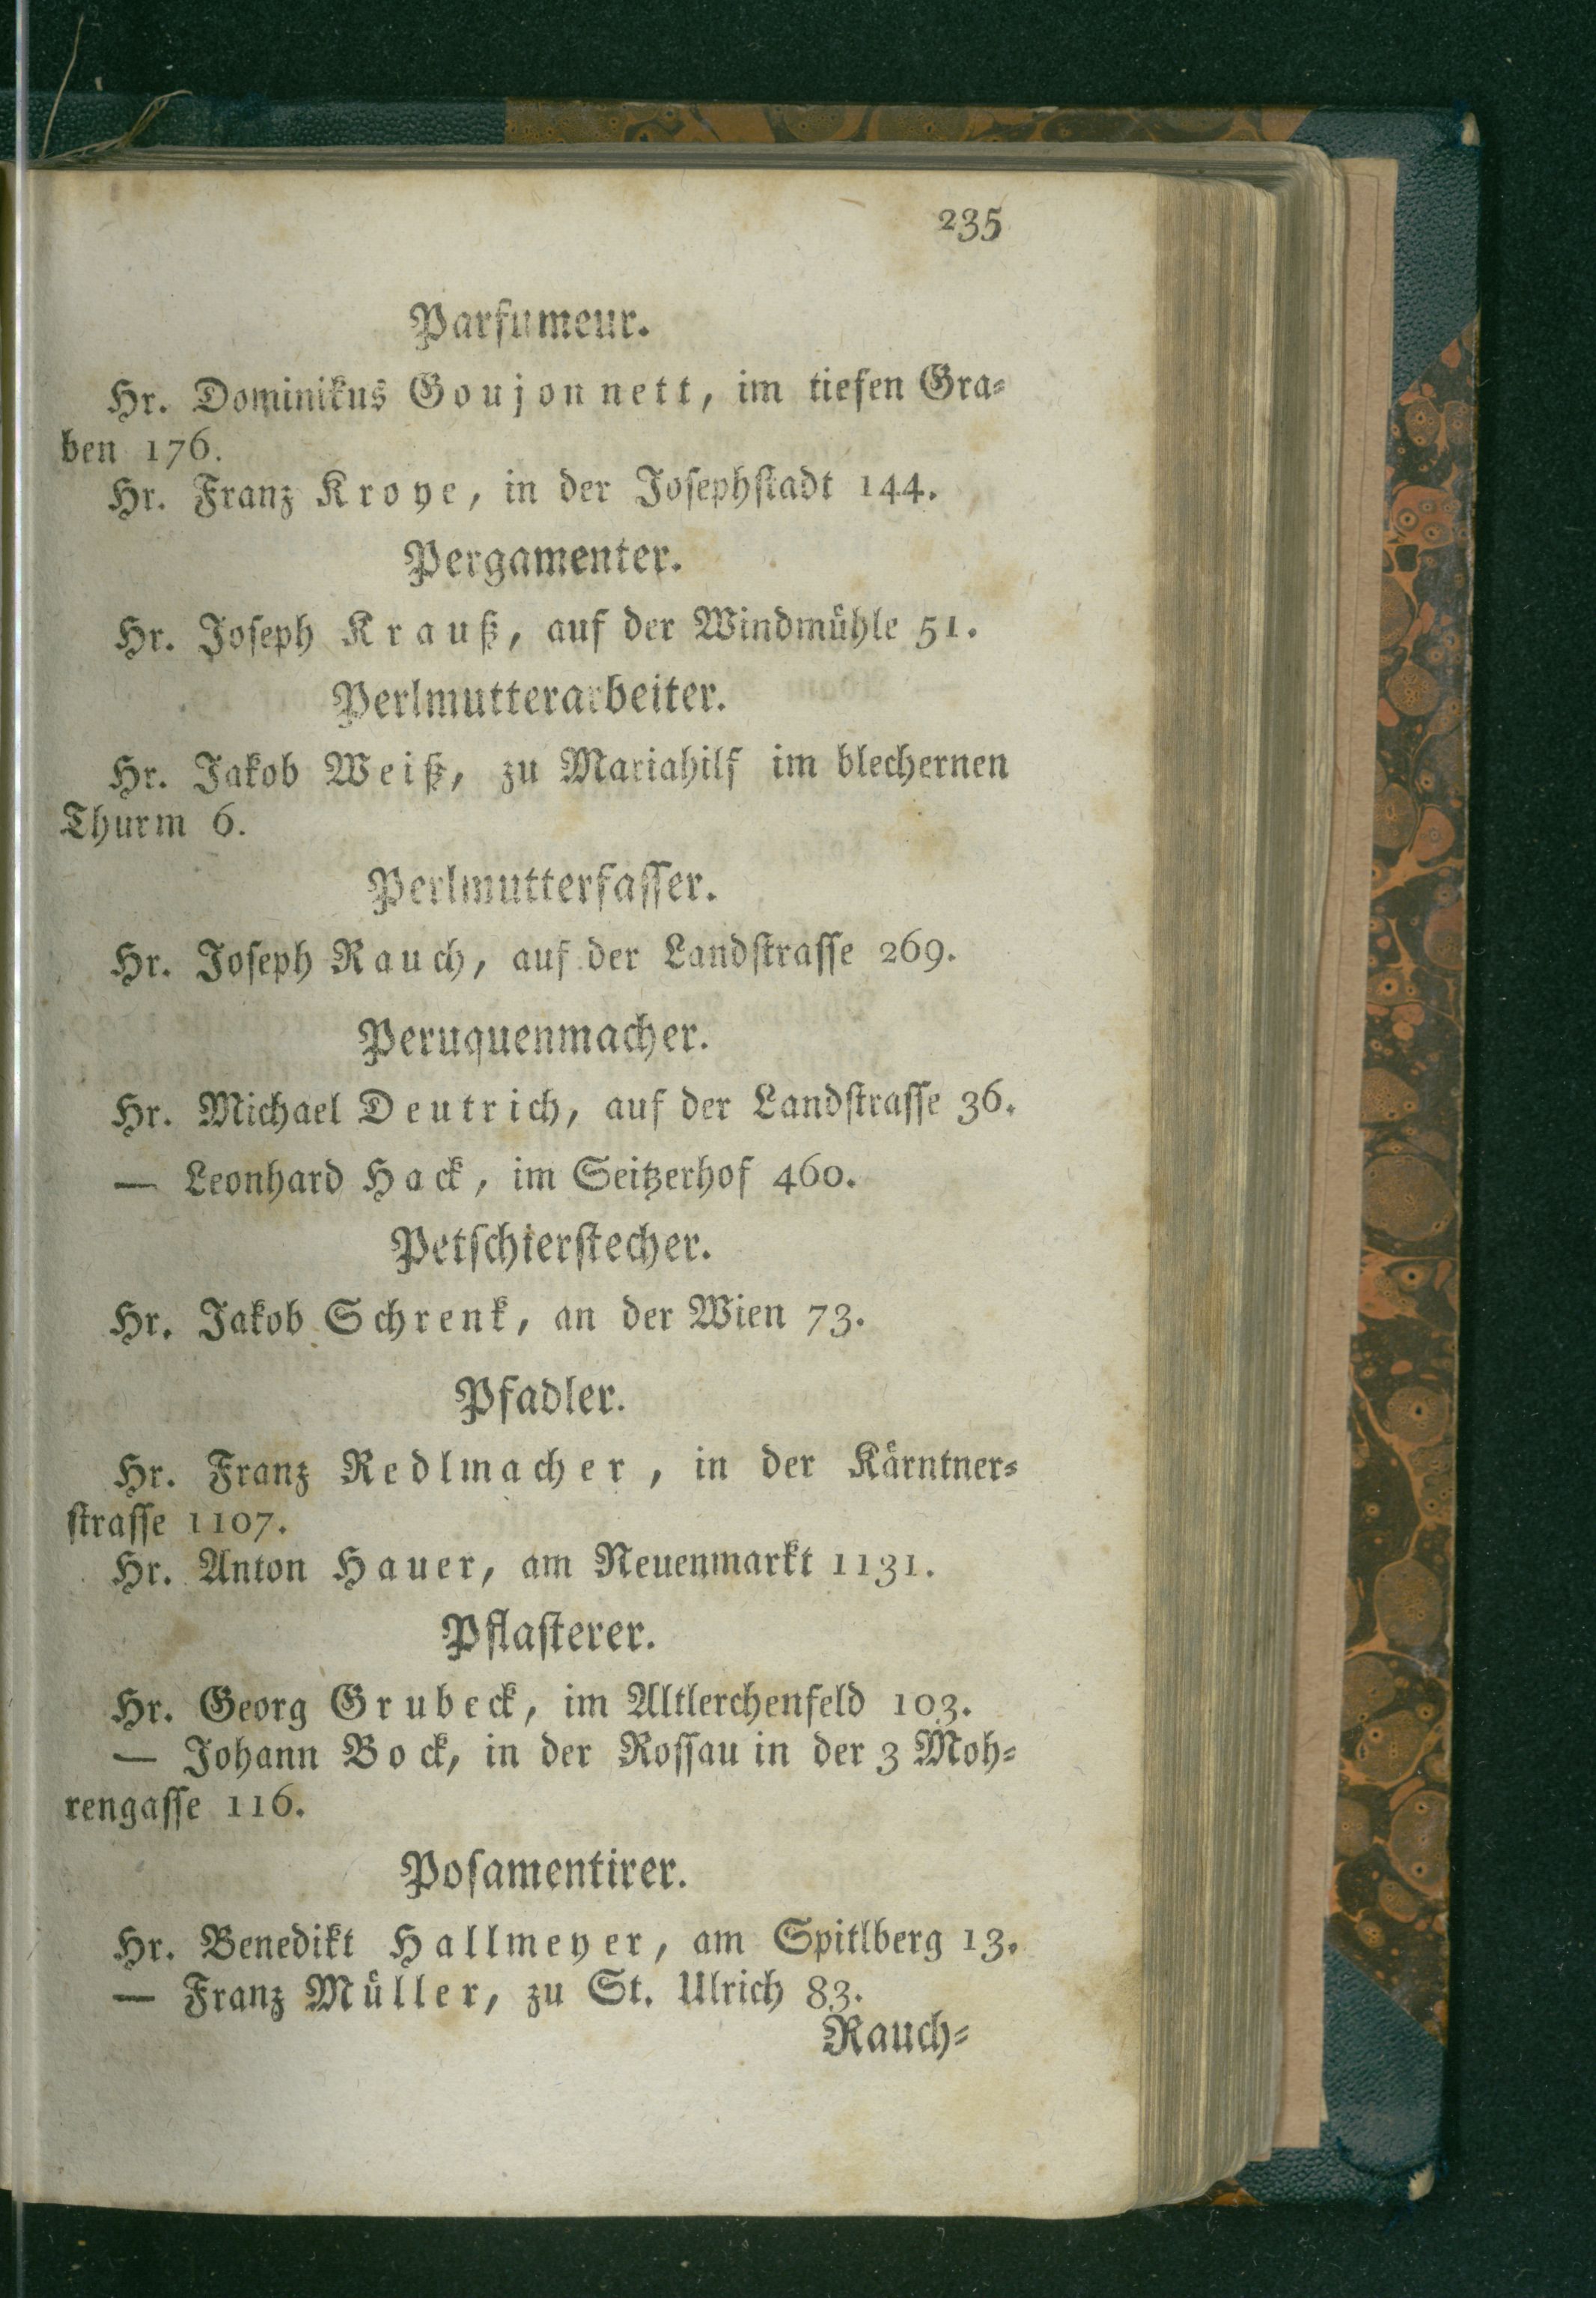 235
Parfumeur.
Hr. Dominikus Goujonnett, im tiefen Gra⸗
ben 176.
Hr. Franz Kroye, in der Joſephſtadt 144.
Pergamenter.
Hr. Joſeph Krauß, auf der Windmühle 51.
Perlmutterarbeiter.
Hr. Jakob Weiß, zu Mariahilf im blechernen
Thurm 6.
Perlmutterfaſſer.
Hr. Joſeph Rauch, auf der Landſtraſſe 269.
Peruquenmacher.
Hr. Michael Deutrich, auf der Landſtraſſe 36.
— Leonhard Hack, im Seitzerhof 460.
Petſchierſtecher.
Hr. Jakob Schrenk, an der Wien 73.
Pfadler.
Hr. Franz Redlmacher, in der Kärntner⸗
ſtraſſe 1107.
Hr. Anton Hauer, am Neuenmarkt 1131.
Pflaſterer.
Hr. Georg Grubeck, im Altlerchenfeld 103.
— Johann Bock, in der Roſſau in der 3 Moh⸗
rengaſſe 116.
Poſamentirer.
Hr. Benedikt Hallmeyer, am Spitlberg 13.
— Franz Müller, zu St. Ulrich 83.
Rauch⸗